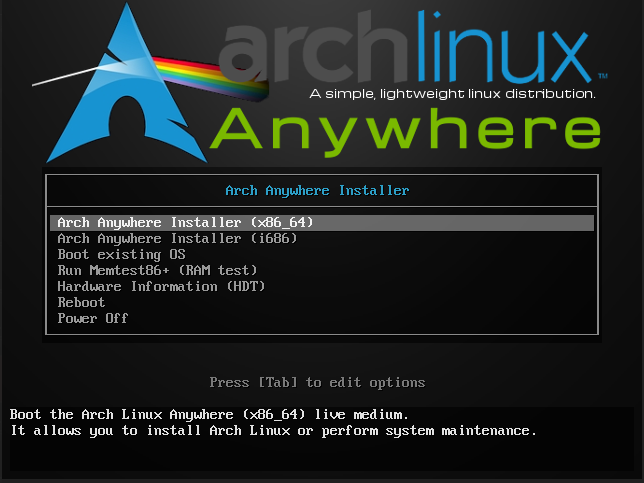 archlinux™
A simple, lightweight linux distribution.
Anywhere
Arch Anywhere Installer
Arch Anywhere Installer (x86_64)
Arch Anywhere Installer (i686)
Boot existing OS
Run Memtest86+ (RAM test)
Hardware Information (HDT)
Reboot
Power Off
Press [Tab] to edit options
Boot the Arch Linux Anywhere (x86_64) live medium.
It allows you to install Arch Linux or perform system maintenance.